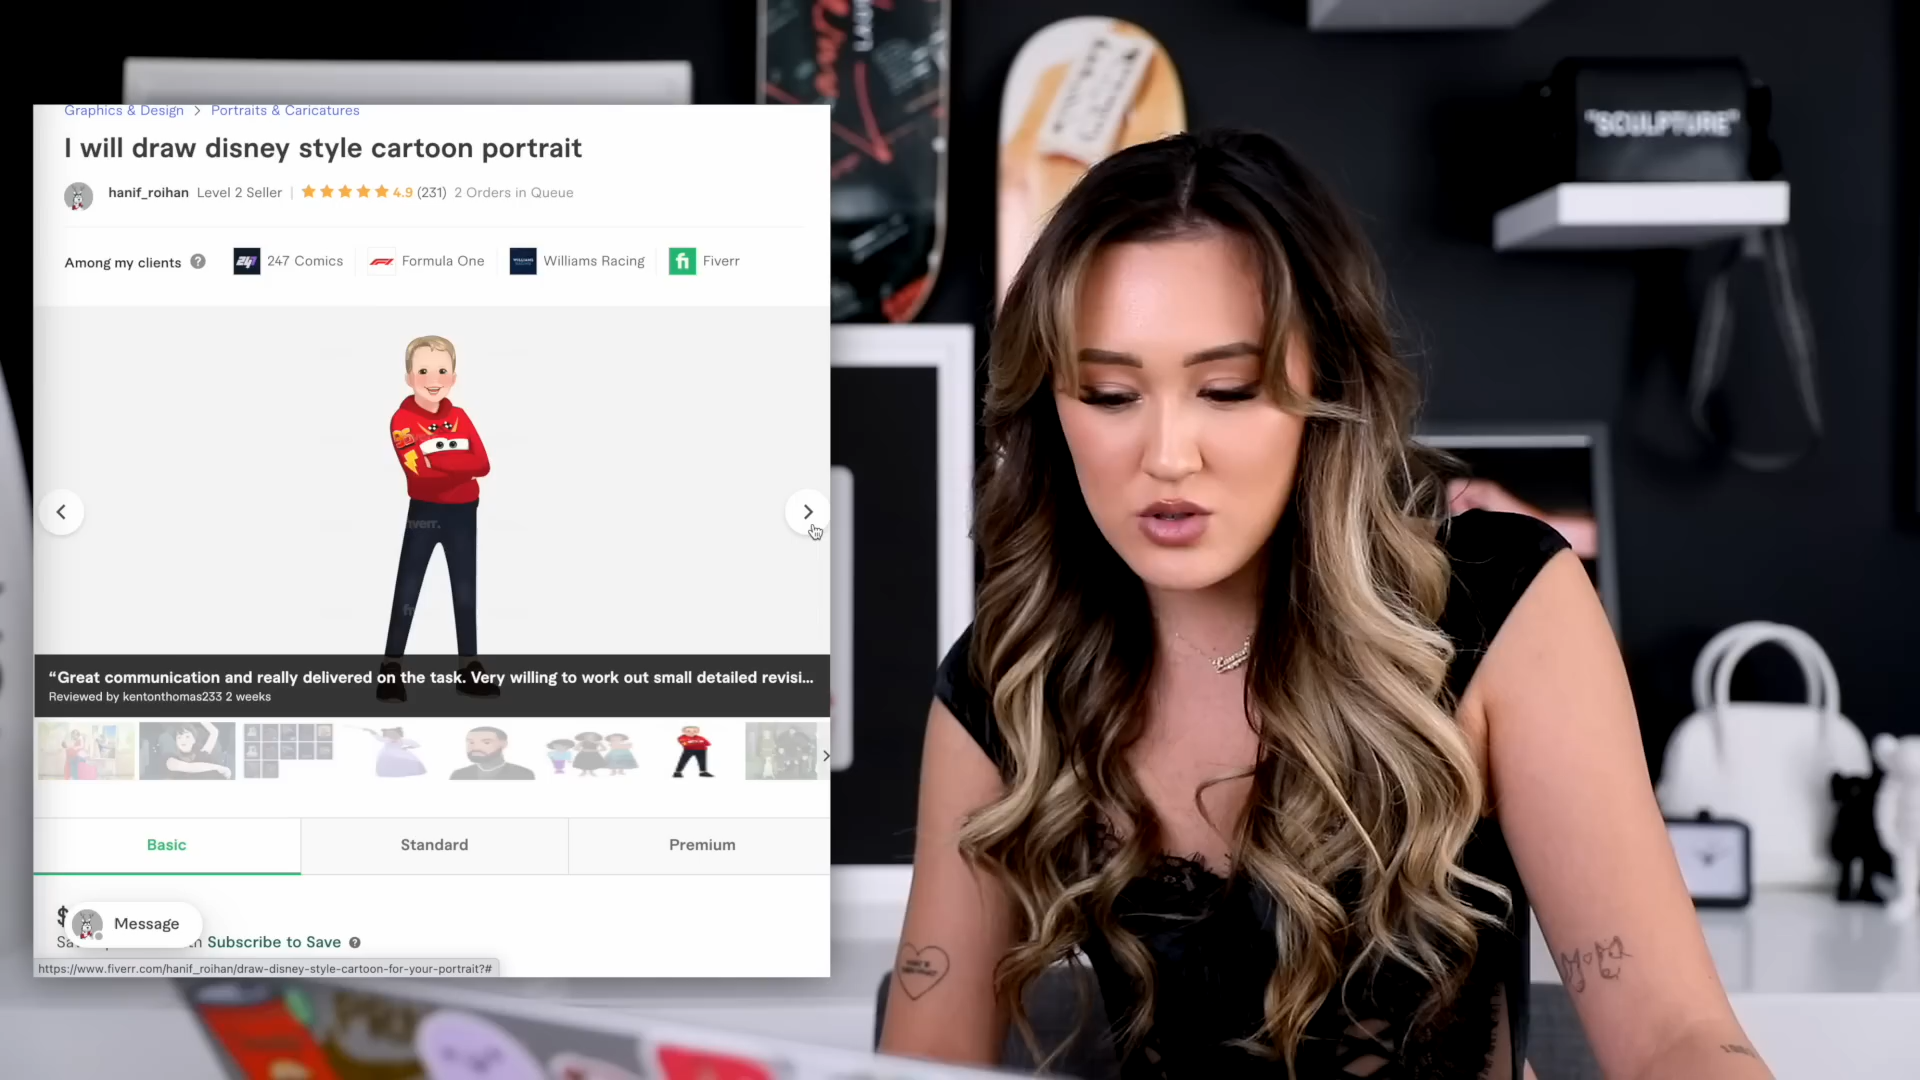 Graphics & Design > Portraits & Caricatures
I will draw disney style cartoon portrait
hanif_roihan Level 2 Seller | 4.9 (231) 2 Orders in Queue
Among my clients ? 247 Comics Formula One Williams Racing Fiverr
"SCULPTURE"
fiverr.
“Great communication and really delivered on the task. Very willing to work out small detailed revisi...
Reviewed by kentonthomas233 2 weeks
Basic Standard Premium
$
Message
Subscribe to Save ?
https://www.fiverr.com/hanif_roihan/draw-disney-style-cartoon-for-your-portrait?#